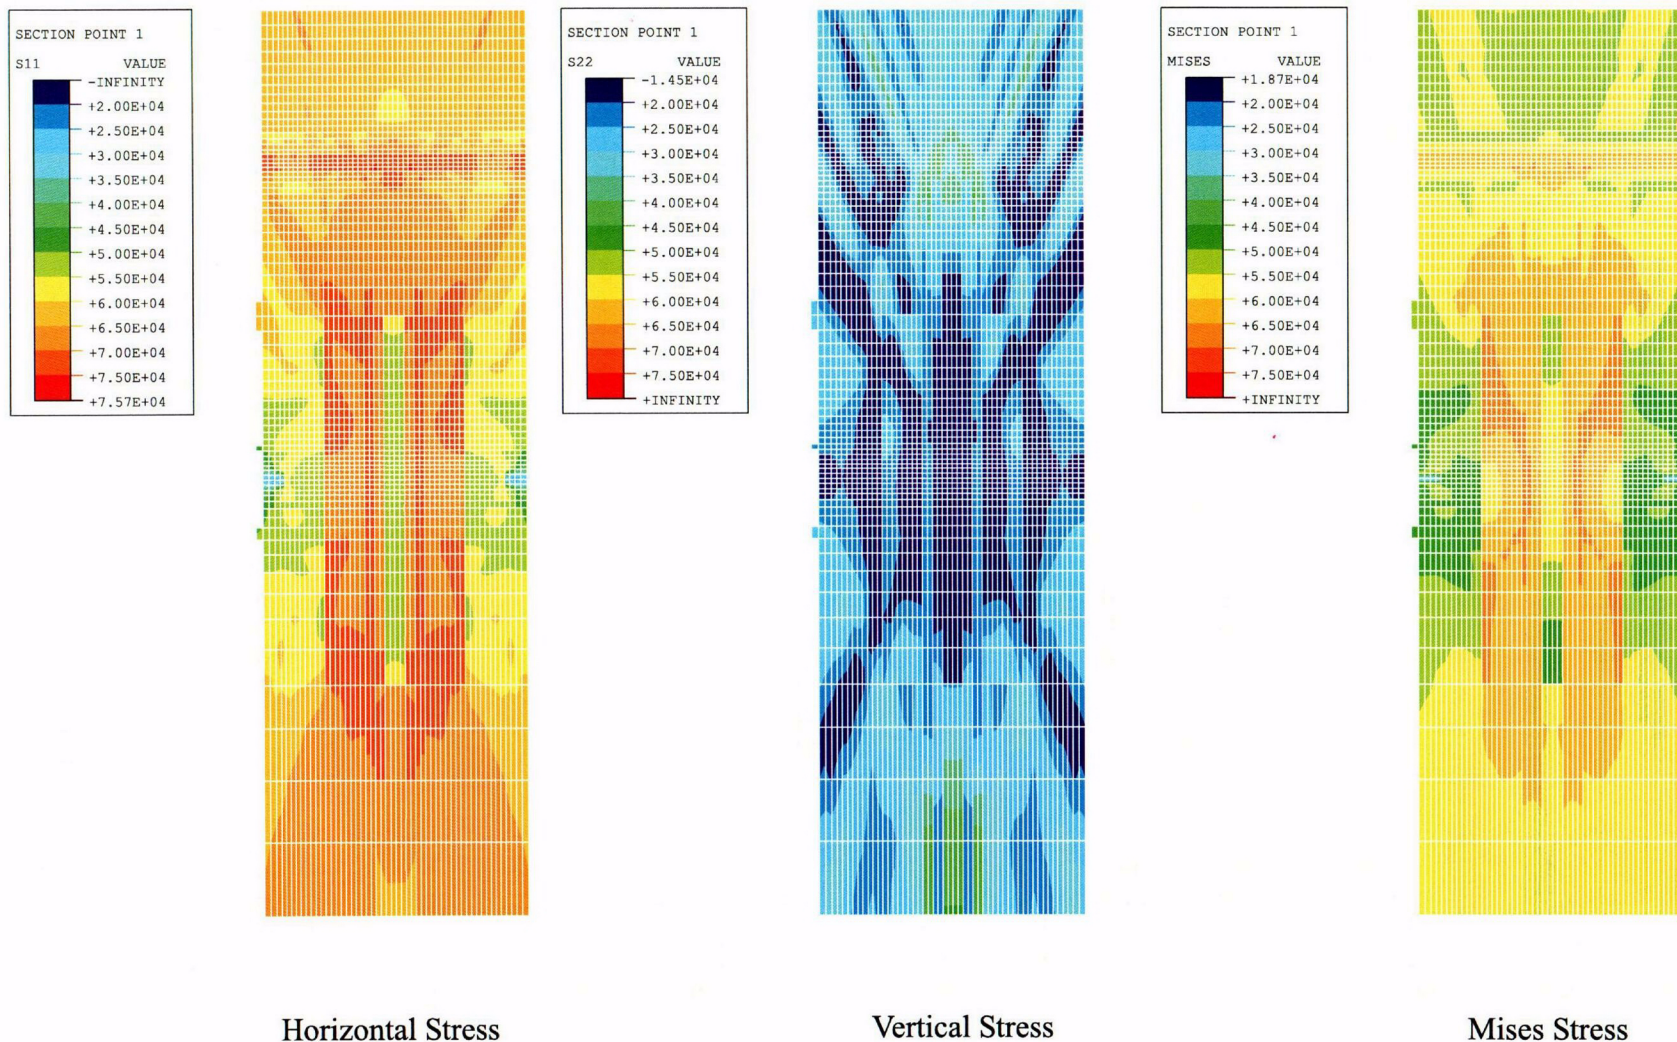 SECTION POINT 1
S11 VALUE
-INFINITY
+2.00E+04
+2.50E+04
+3.00E+04
+3.50E+04
+4.00E+04
+4.50E+04
+5.00E+04
+5.50E+04
+6.00E+04
+6.50E+04
+7.00E+04
+7.50E+04
+7.57E+04
SECTION POINT 1
S22 VALUE
-1.45E+04
+2.00E+04
+2.50E+04
+3.00E+04
+3.50E+04
+4.00E+04
+4.50E+04
+5.00E+04
+5.50E+04
+6.00E+04
+6.50E+04
+7.00E+04
+7.50E+04
+INFINITY
SECTION POINT 1
MISES VALUE
+1.87E+04
+2.00E+04
+2.50E+04
+3.00E+04
+3.50E+04
+4.00E+04
+4.50E+04
+5.00E+04
+5.50E+04
+6.00E+04
+6.50E+04
+7.00E+04
+7.50E+04
+INFINITY
Horizontal Stress
Vertical Stress
Mises Stress